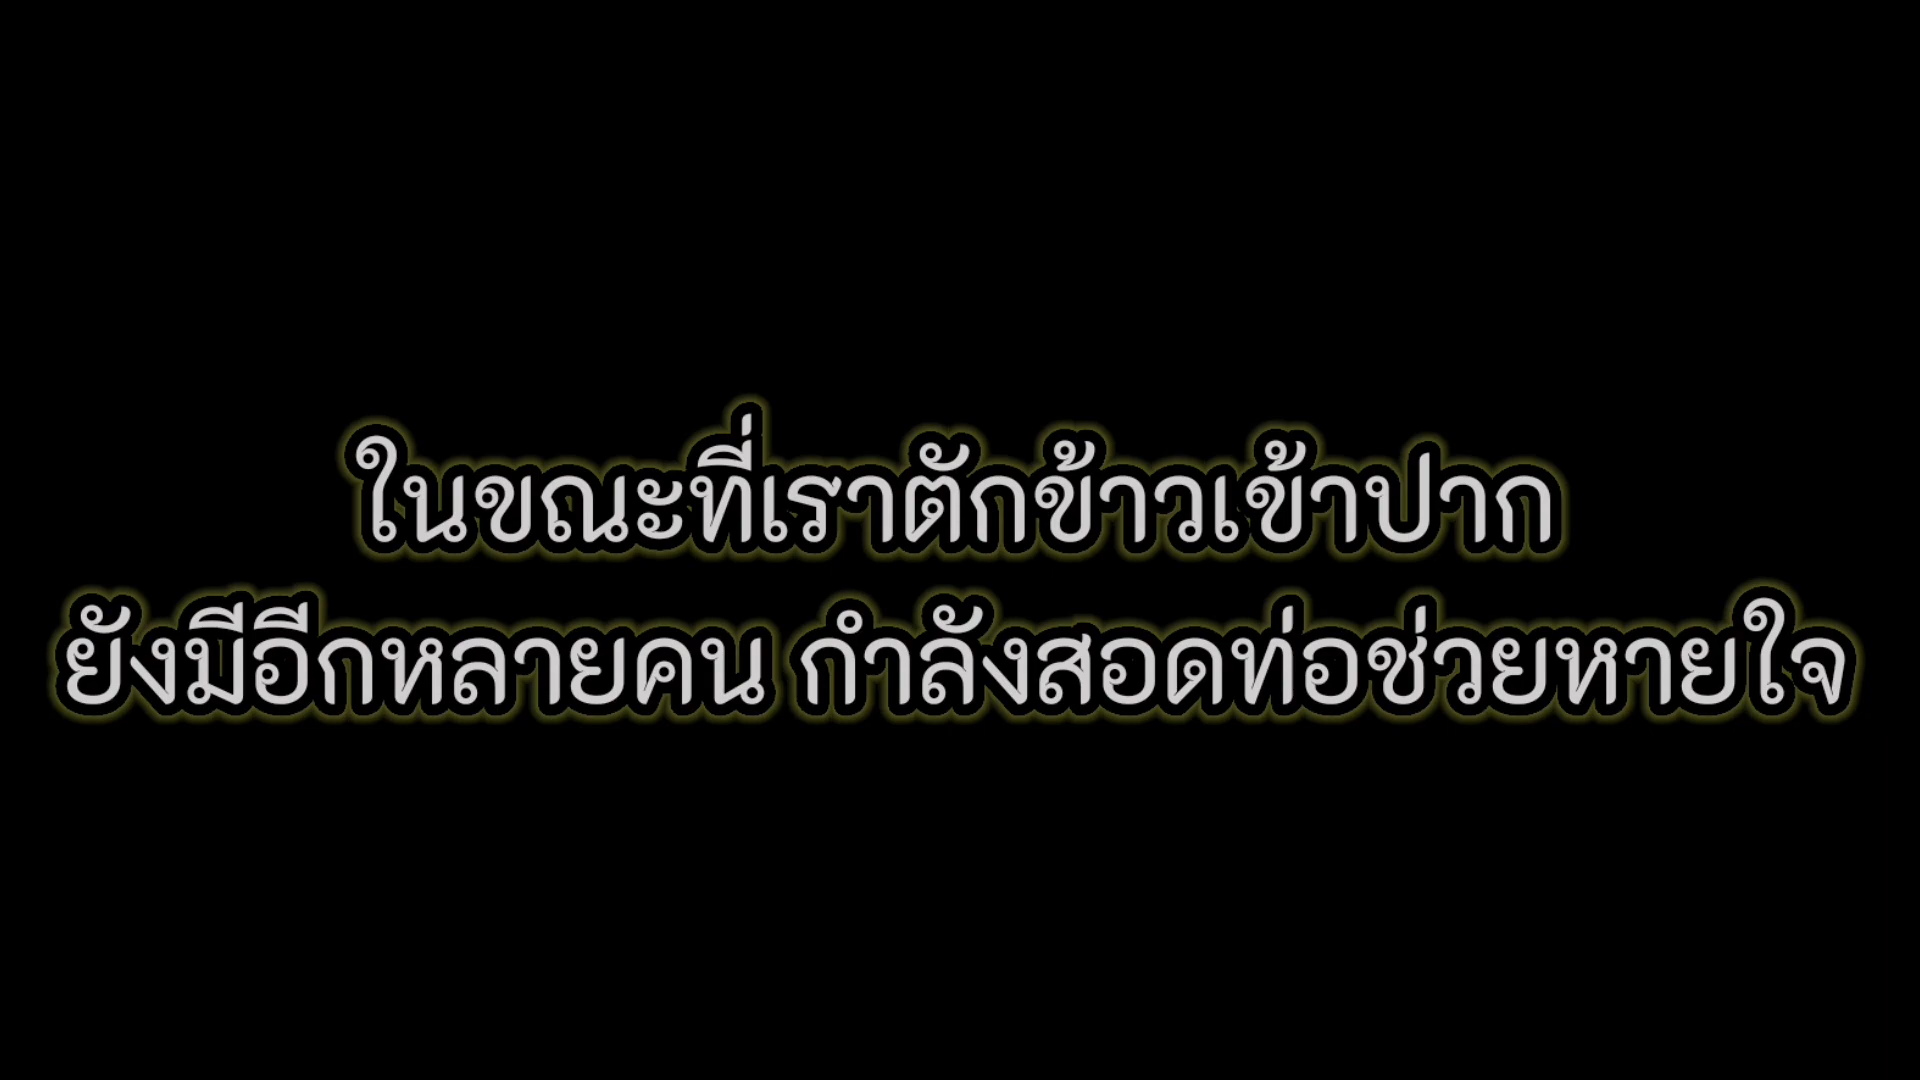 ในขณะที่เราตักข้าวเข้าปาก
ยังมีอีกหลายคน กำลังสอดท่อช่วยหายใจ